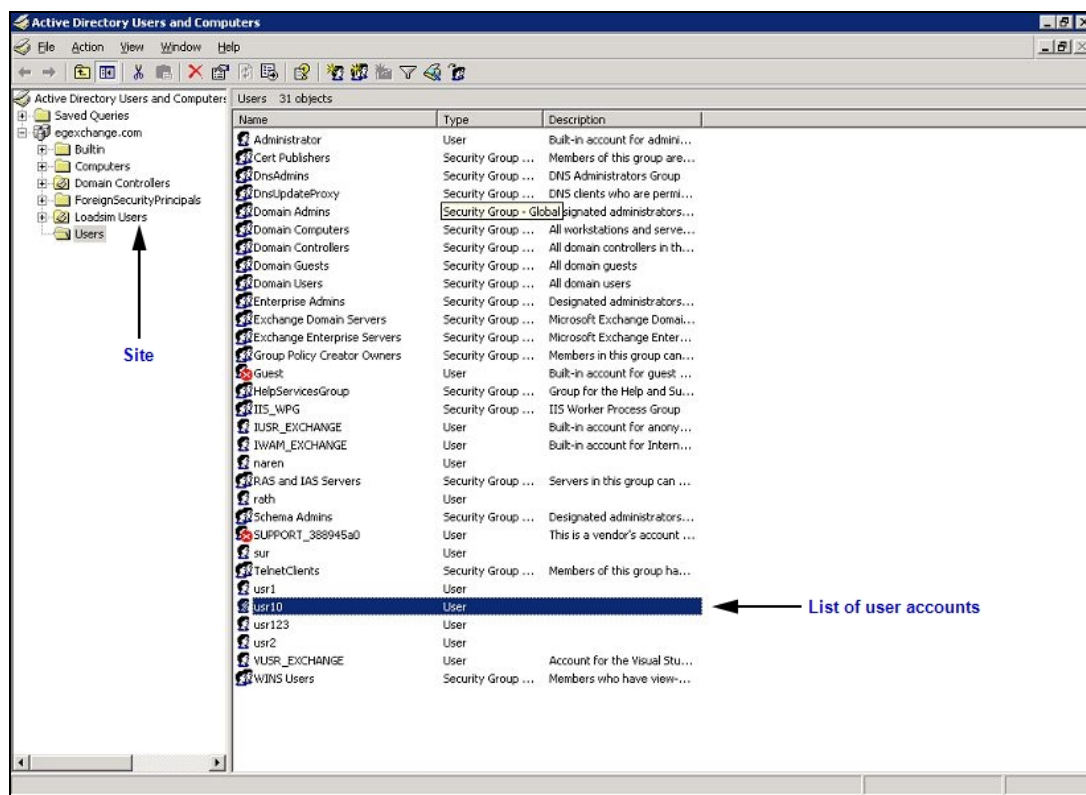 Active Directory Users and Computers
File Action View Window Help
Active Directory Users and Computers
Users 31 objects
Saved Queries
egexchange.com
Builtin
Computers
Domain Controllers
ForeignSecurityPrincipals
Loadsim Users
Users
Site
Name Type Description
Administrator User Built-in account for admini...
Cert Publishers Security Group ... Members of this group are...
DnsAdmins Security Group ... DNS Administrators Group
DnsUpdateProxy Security Group ... DNS clients who are permi...
Domain Admins Security Group - Global signated administrators...
Domain Computers Security Group ... All workstations and serve...
Domain Controllers Security Group ... All domain controllers in th...
Domain Guests Security Group ... All domain guests
Domain Users Security Group ... All domain users
Enterprise Admins Security Group ... Designated administrators...
Exchange Domain Servers Security Group ... Microsoft Exchange Domai...
Exchange Enterprise Servers Security Group ... Microsoft Exchange Enter...
Group Policy Creator Owners Security Group ... Members in this group can...
Guest User Built-in account for guest ...
HelpServicesGroup Security Group ... Group for the Help and Su...
IIS_WPG Security Group ... IIS Worker Process Group
IUSR_EXCHANGE User Built-in account for anony...
IWAM_EXCHANGE User Built-in account for Intern...
naren User
RAS and IAS Servers Security Group ... Servers in this group can ...
rath User
Schema Admins Security Group ... Designated administrators...
SUPPORT_388945a0 User This is a vendor's account ...
sur User
TelnetClients Security Group ... Members of this group ha...
usr1 User
usr10 User
List of user accounts
usr123 User
usr2 User
VUSR_EXCHANGE User Account for the Visual Stu...
WINS Users Security Group ... Members who have view-...